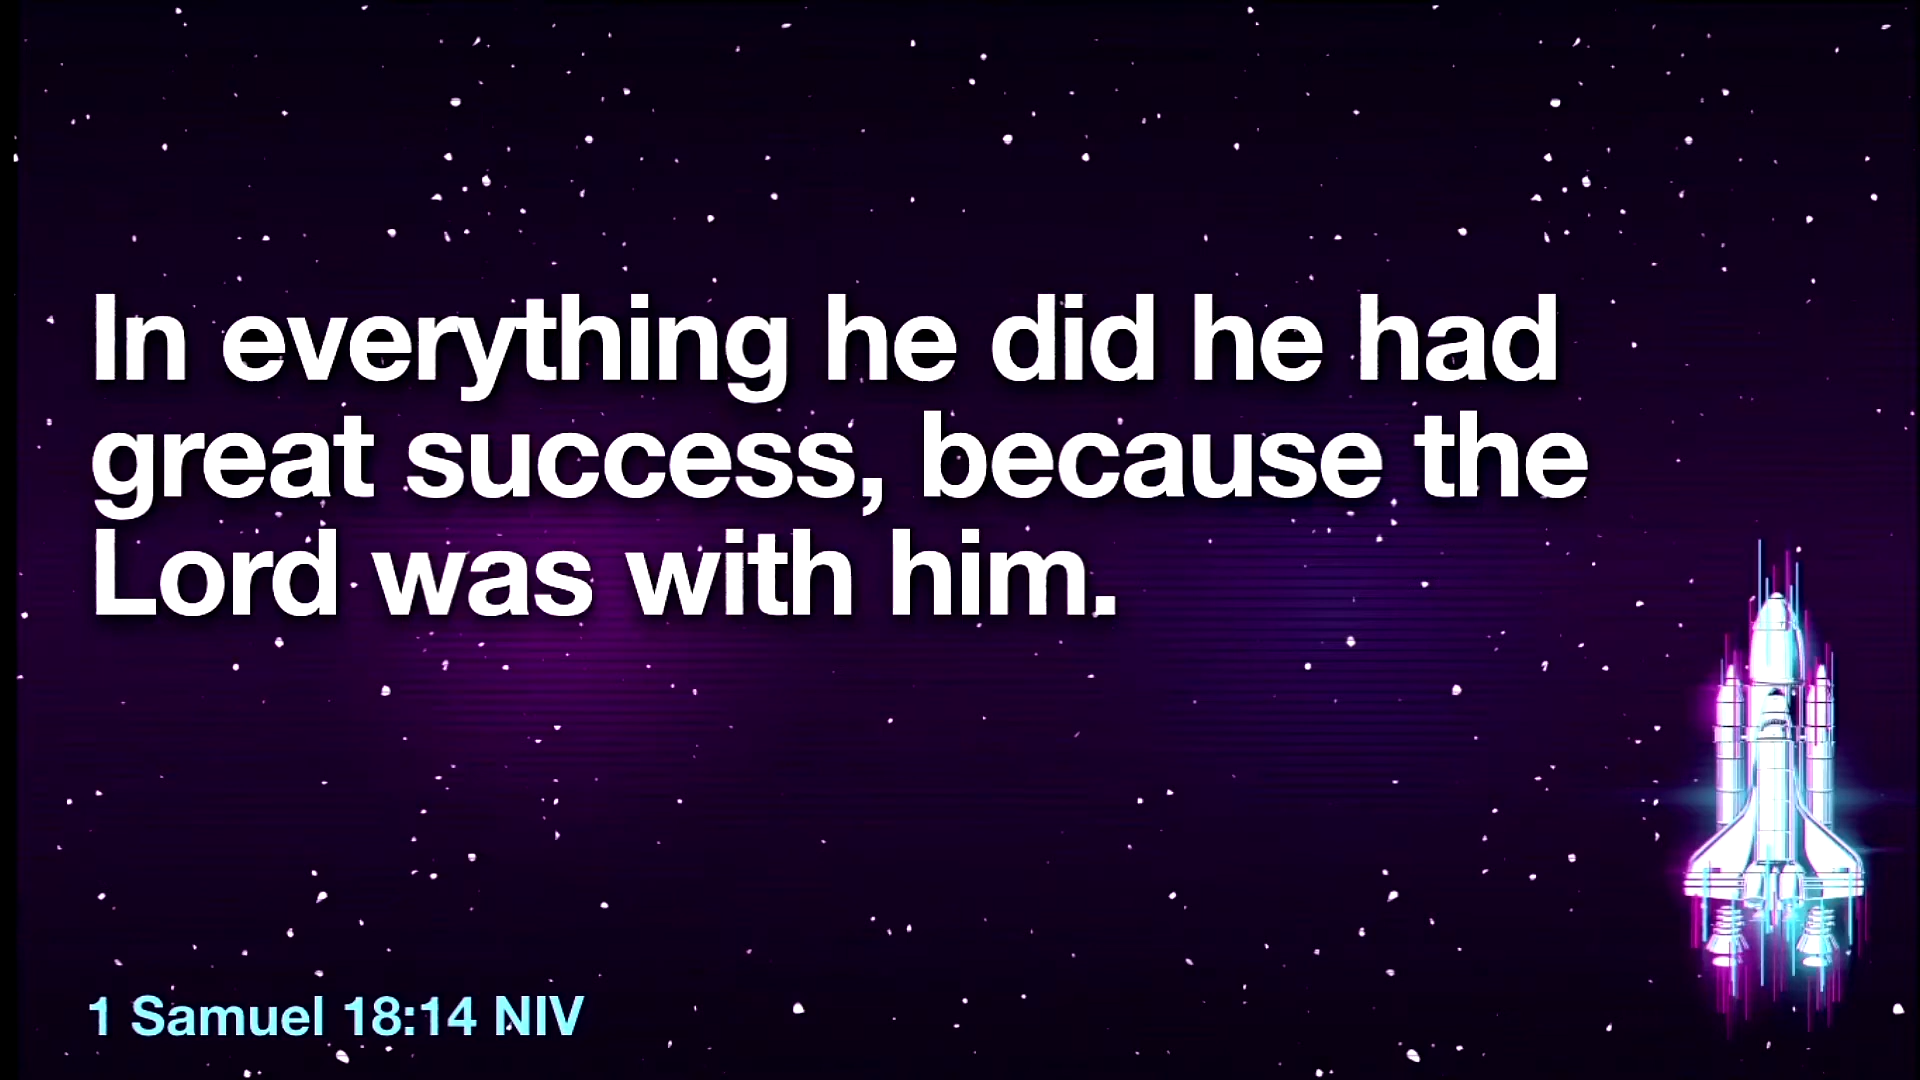 In everything he did he had
great success, because the
Lord was with him.
1 Samuel 18:14 NIV